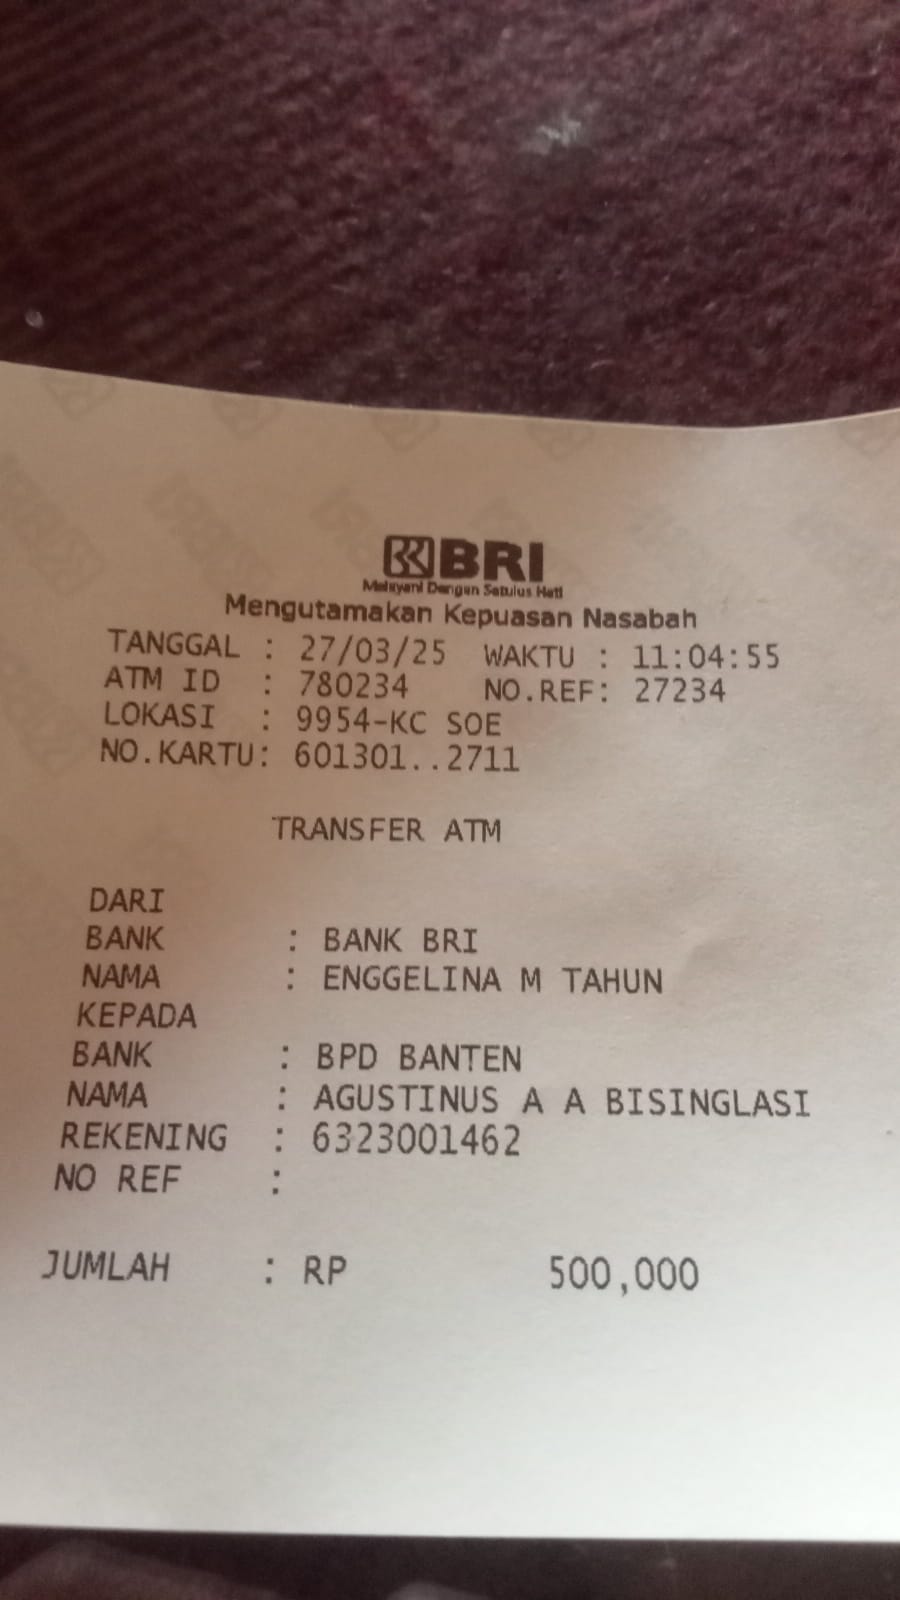 BRI
Melayani Dengan Setulus Hati
Mengutamakan Kepuasan Nasabah
TANGGAL : 27/03/25 WAKTU : 11:04:55
ATM ID : 780234 NO.REF: 27234
LOKASI : 9954-KC SOE
NO.KARTU: 601301..2711
TRANSFER ATM
DARI
BANK : BANK BRI
NAMA : ENGGELINA M TAHUN
KEPADA
BANK : BPD BANTEN
NAMA : AGUSTINUS A A BISINGLASI
REKENING : 6323001462
NO REF :
JUMLAH : RP 500,000